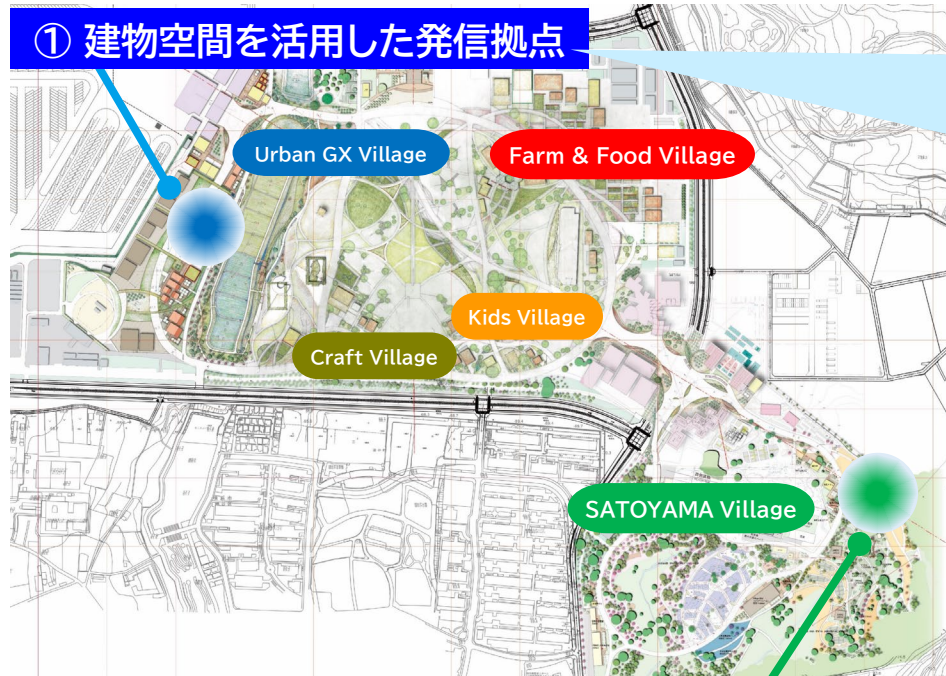 ① 建物空間を活用した発信拠点
Urban GX Village
Farm & Food Village
Kids Village
Craft Village
SATOYAMA Village